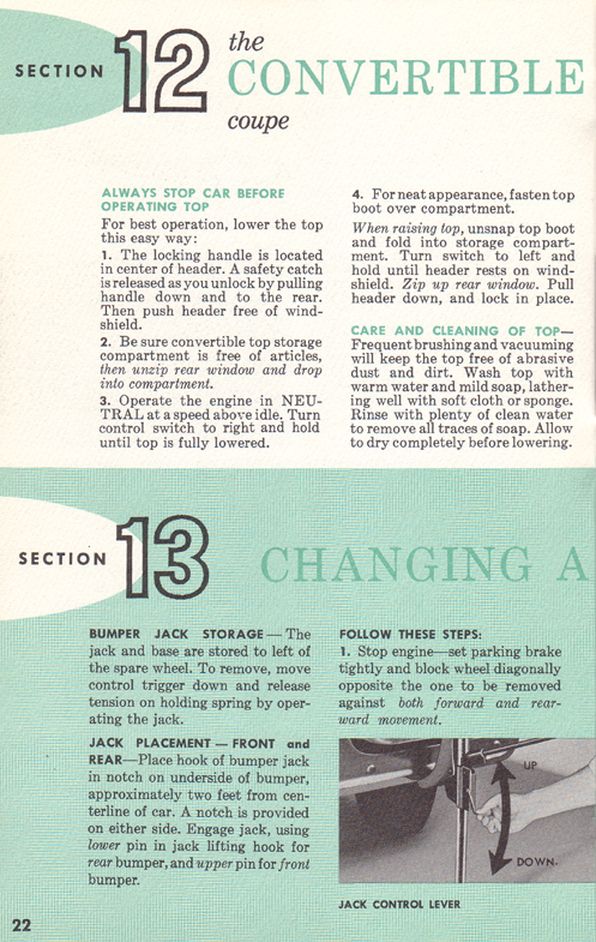 SECTION 12
the
CONVERTIBLE
coupe
ALWAYS STOP CAR BEFORE
OPERATING TOP
For best operation, lower the top
this easy way:
1. The locking handle is located
in center of header. A safety catch
is released as you unlock by pulling
handle down and to the rear.
Then push header free of wind-
shield.
2. Be sure convertible top storage
compartment is free of articles,
then unzip rear window and drop
into compartment.
3. Operate the engine in NEU-
TRAL at a speed above idle. Turn
control switch to right and hold
until top is fully lowered.
4. For neat appearance, fasten top
boot over compartment.
When raising top, unsnap top boot
and fold into storage compart-
ment. Turn switch to left and
hold until header rests on wind-
shield. Zip up rear window. Pull
header down, and lock in place.
CARE AND CLEANING OF TOP—
Frequent brushing and vacuuming
will keep the top free of abrasive
dust and dirt. Wash top with
warm water and mild soap, lather-
ing well with soft cloth or sponge.
Rinse with plenty of clean water
to remove all traces of soap. Allow
to dry completely before lowering.
SECTION 13
CHANGING A
BUMPER JACK STORAGE — The
jack and base are stored to left of
the spare wheel. To remove, move
control trigger down and release
tension on holding spring by oper-
ating the jack.
JACK PLACEMENT — FRONT and
REAR—Place hook of bumper jack
in notch on underside of bumper,
approximately two feet from cen-
terline of car. A notch is provided
on either side. Engage jack, using
lower pin in jack lifting hook for
rear bumper, and upper pin for front
bumper.
FOLLOW THESE STEPS:
1. Stop engine—set parking brake
tightly and block wheel diagonally
opposite the one to be removed
against both forward and rear-
ward movement.
UP
DOWN.
JACK CONTROL LEVER
22